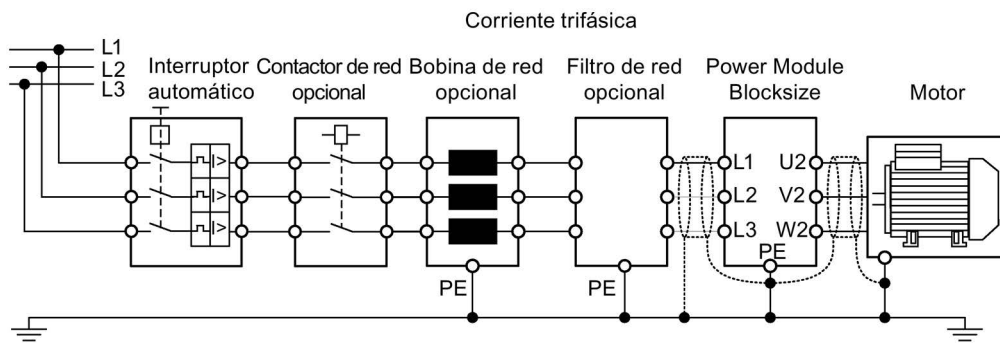 Corriente trifásica
L1
L2
L3
Interruptor
automático
Contactor de red
opcional
Bobina de red
opcional
Filtro de red
opcional
Power Module
Blocksize
Motor
I>
I>
I>
L1
U2
L2
V2
L3
W2
PE
PE
PE